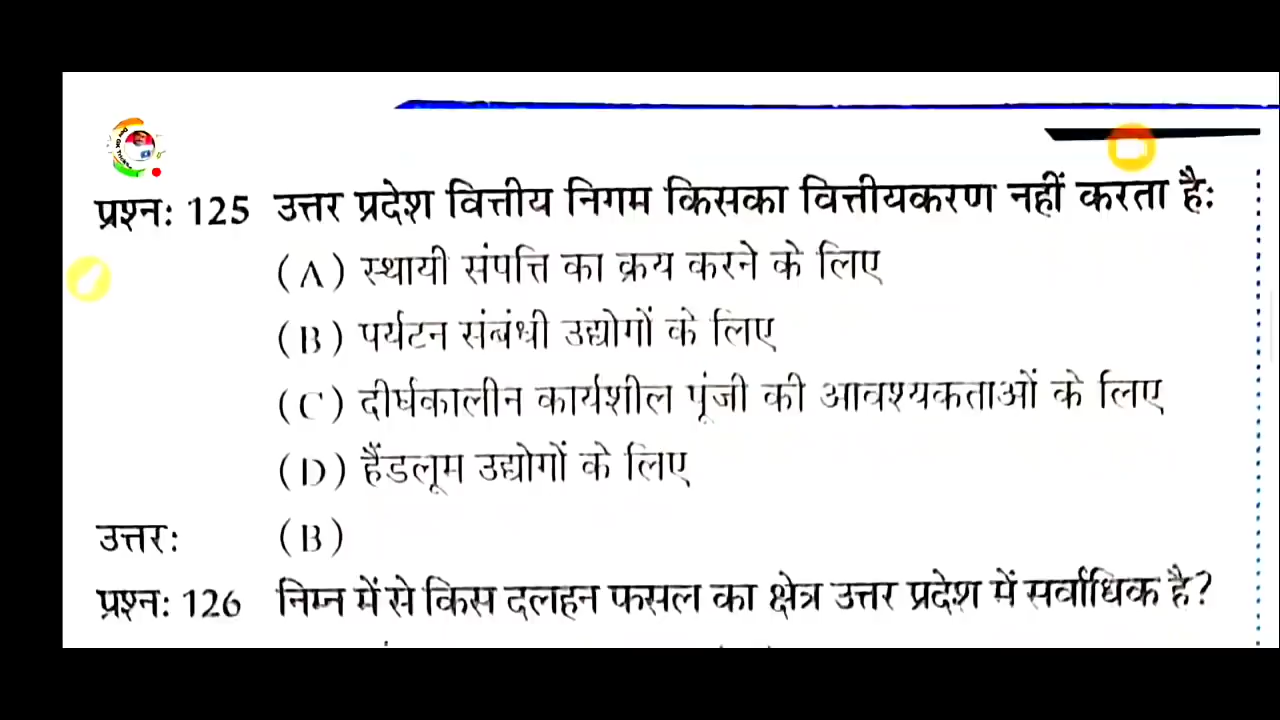 प्रश्न: 125 उत्तर प्रदेश वित्तीय निगम किसका वित्तीयकरण नहीं करता है:
(A) स्थायी संपत्ति का क्रय करने के लिए
(B) पर्यटन संबंधी उद्योगों के लिए
(C) दीर्घकालीन कार्यशील पूंजी की आवश्यकताओं के लिए
(D) हैंडलूम उद्योगों के लिए
उत्तर: (B)
प्रश्न: 126 निम्न में से किस दलहन फसल का क्षेत्र उत्तर प्रदेश में सर्वाधिक है?